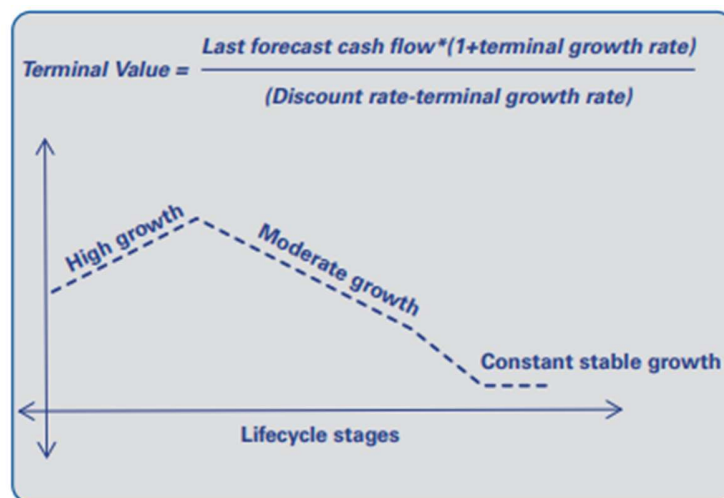 Last forecast cash flow*(1+terminal growth rate)
Terminal Value =
(Discount rate-terminal growth rate)
High growth
Moderate growth
Constant stable growth
Lifecycle stages